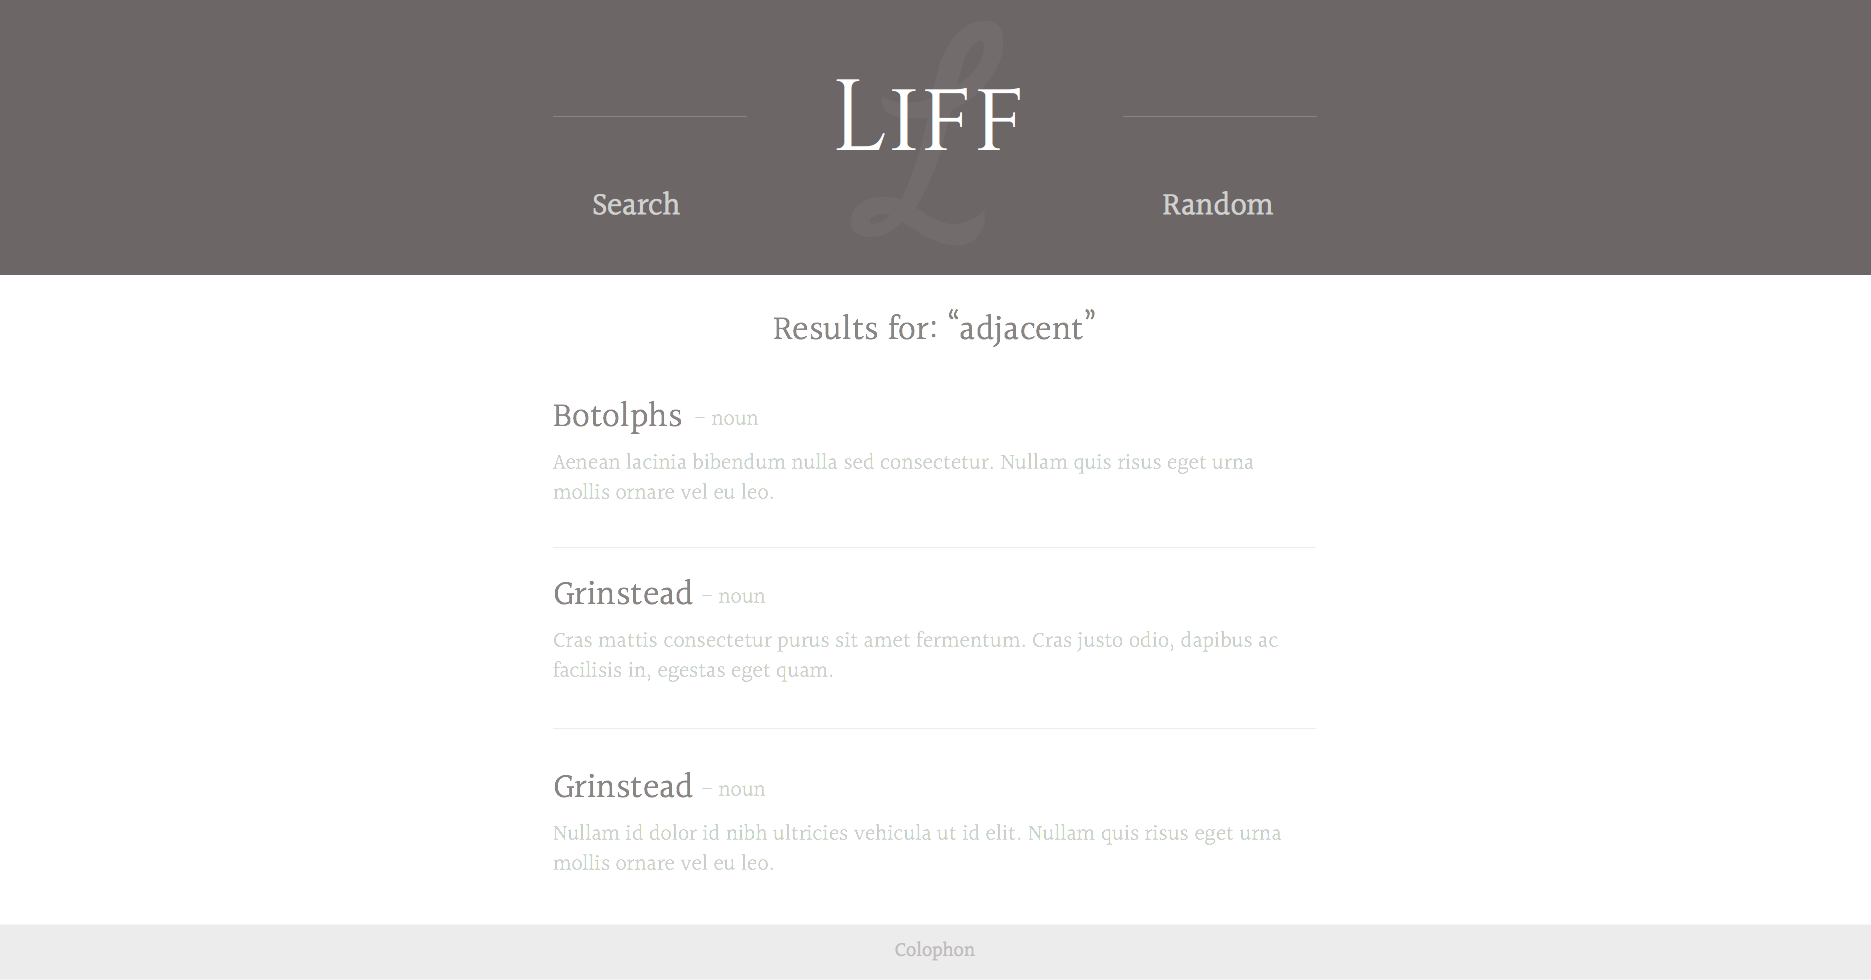 LIFF
Search
Random
Results for: “adjacent”
Botolphs – noun
Aenean lacinia bibendum nulla sed consectetur. Nullam quis risus eget urna
mollis ornare vel eu leo.
Grinstead – noun
Cras mattis consectetur purus sit amet fermentum. Cras justo odio, dapibus ac
facilisis in, egestas eget quam.
Grinstead – noun
Nullam id dolor id nibh ultricies vehicula ut id elit. Nullam quis risus eget urna
mollis ornare vel eu leo.
Colophon